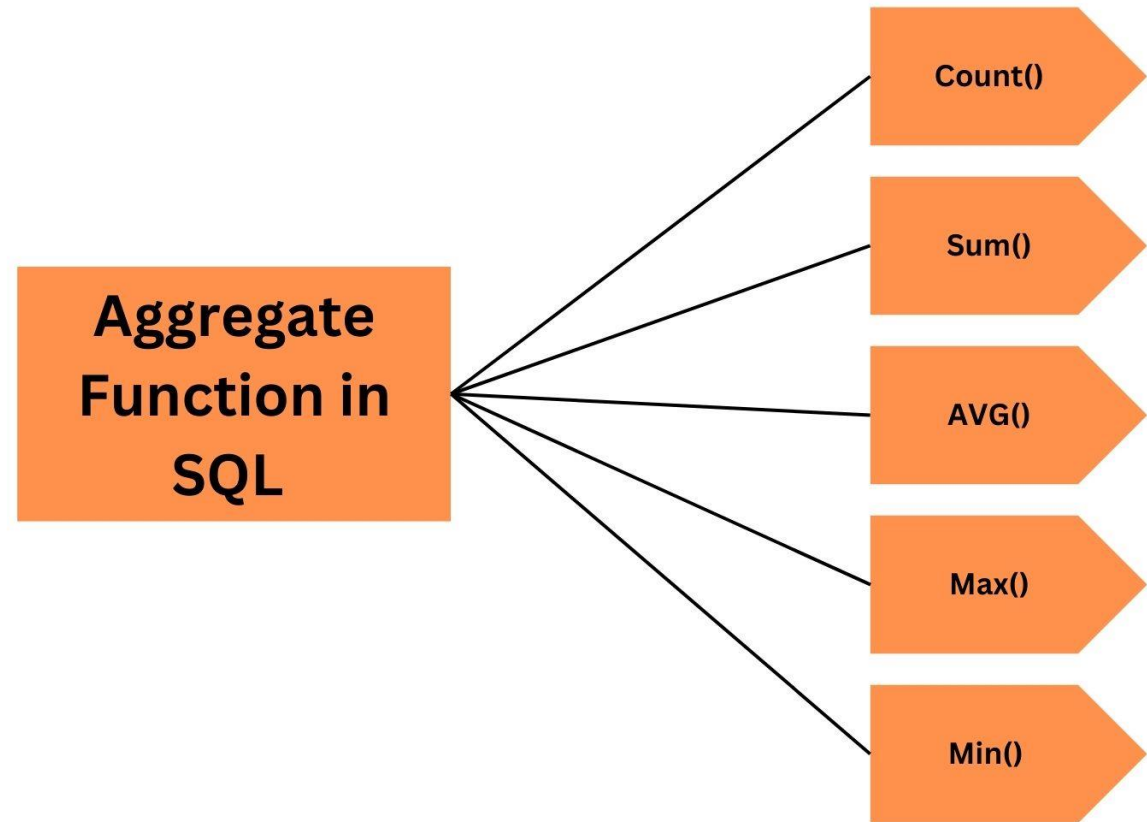 Aggregate
Function in
SQL
Count()
Sum()
AVG()
Max()
Min()